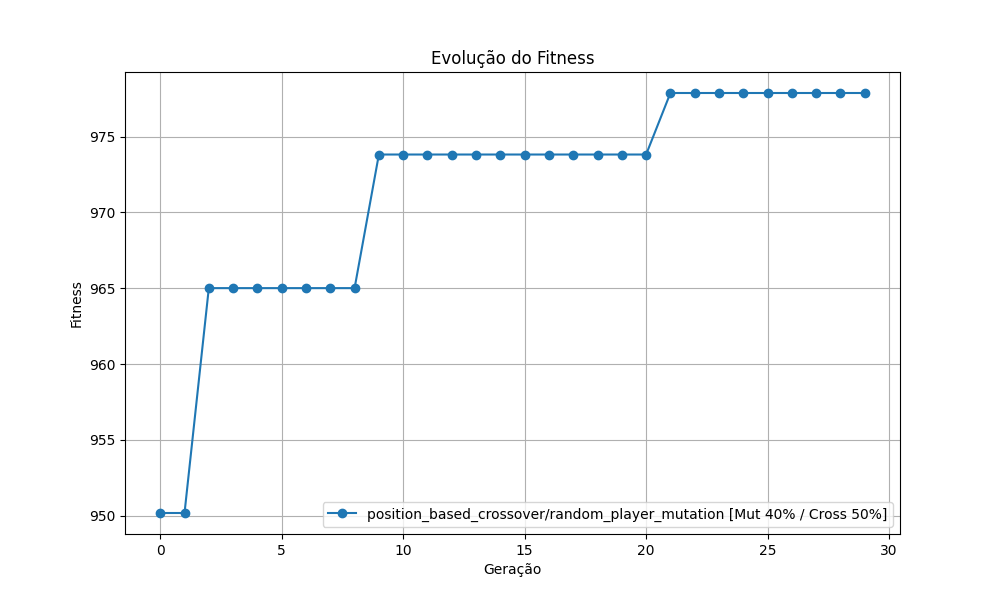 Evolução do Fitness
Fitness
975
970
965
960
955
950
position_based_crossover/random_player_mutation [Mut 40% / Cross 50%]
0 5 10 15 20 25 30
Geração